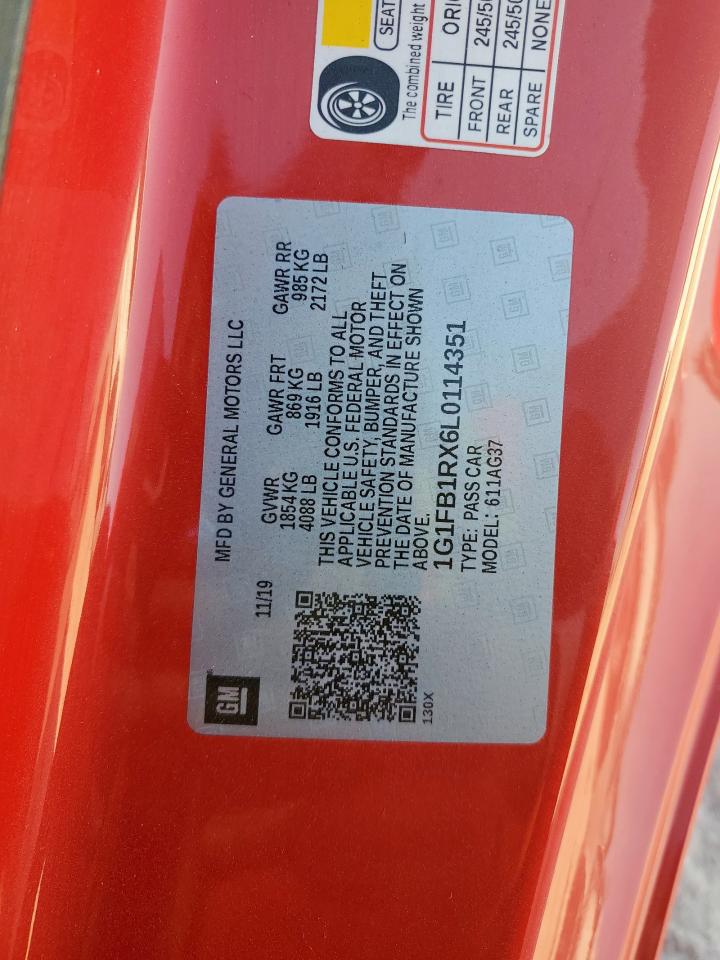 SEAT
The combined weight
TIRE ORI
FRONT 245/50
REAR 245/50
SPARE NONE
GM
MFD BY GENERAL MOTORS LLC
11/19
GVWR GAWR FRT GAWR RR
1854 KG 869 KG 985 KG
4088 LB 1916 LB 2172 LB
THIS VEHICLE CONFORMS TO ALL
APPLICABLE U.S. FEDERAL MOTOR
VEHICLE SAFETY, BUMPER, AND THEFT
PREVENTION STANDARDS IN EFFECT ON
THE DATE OF MANUFACTURE SHOWN
ABOVE.
1G1FB1RX6L0114351
TYPE: PASS CAR
MODEL: 611AG37
130X